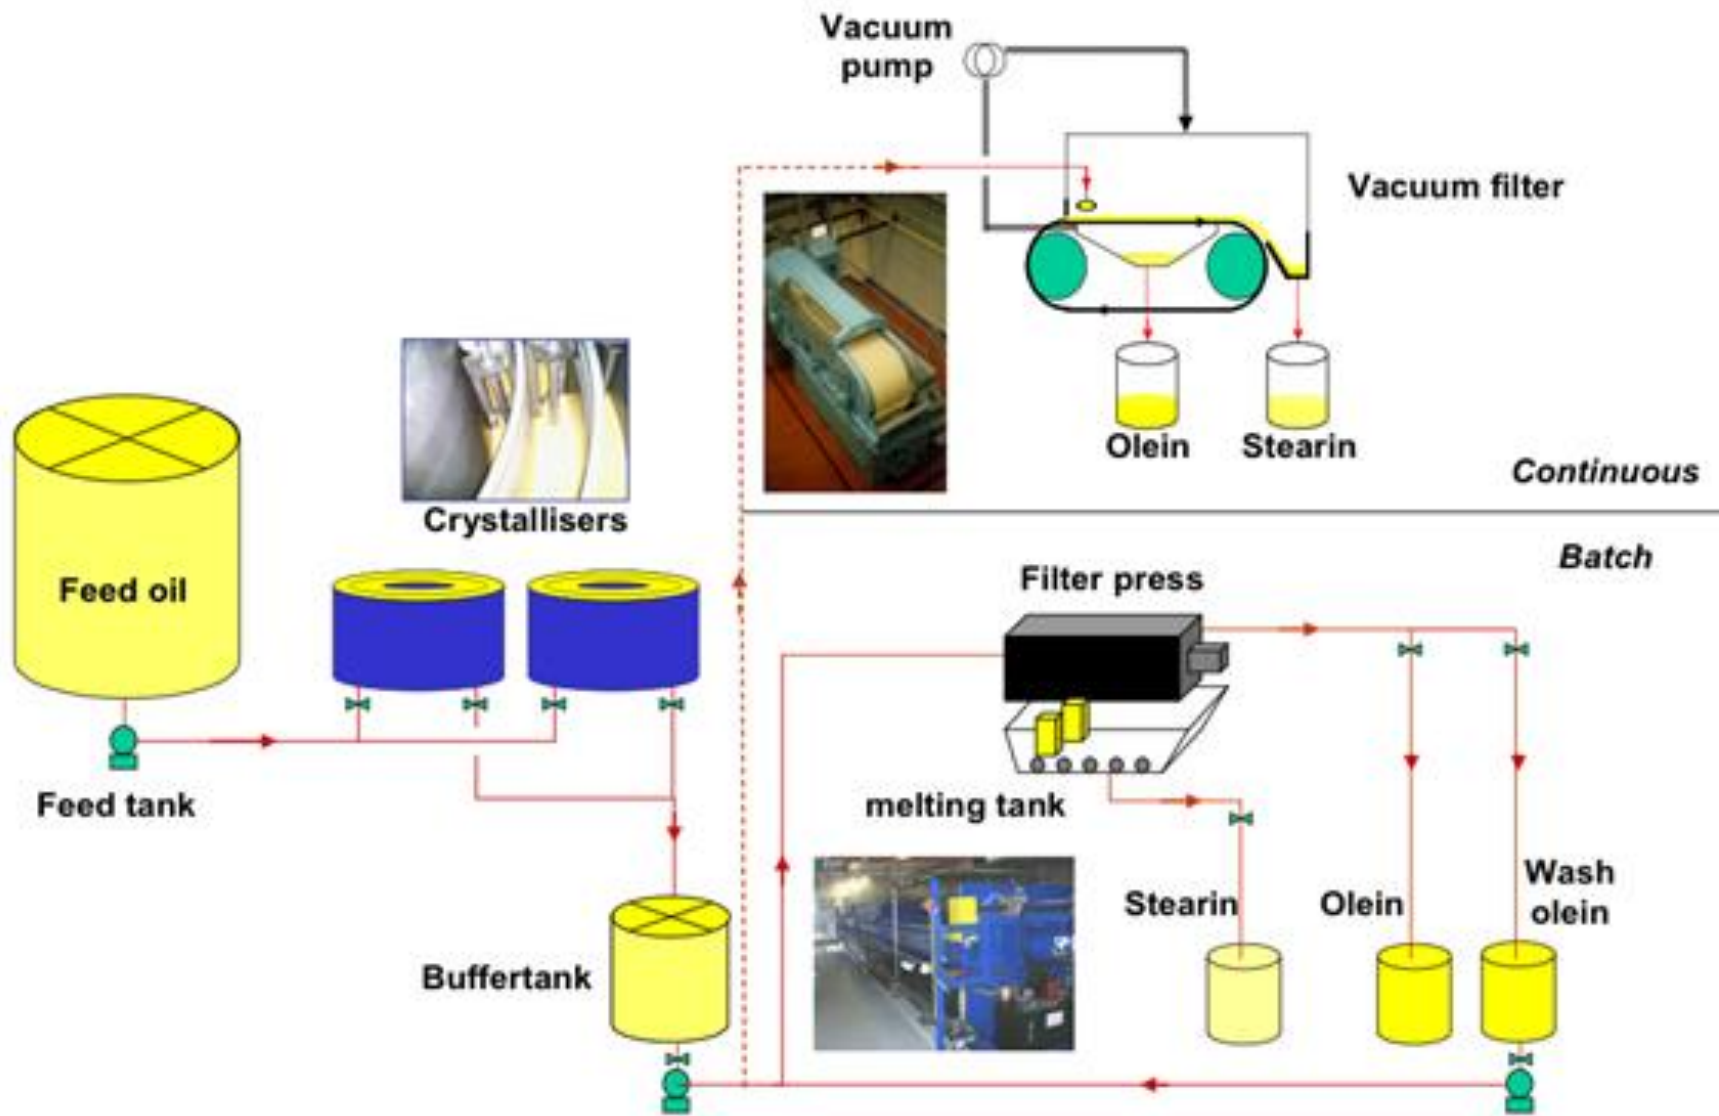 Vacuum
pump
Vacuum filter
Olein
Stearin
Continuous
Crystallisers
Batch
Feed oil
Filter press
Feed tank
melting tank
Stearin
Olein
Wash
olein
Buffertank